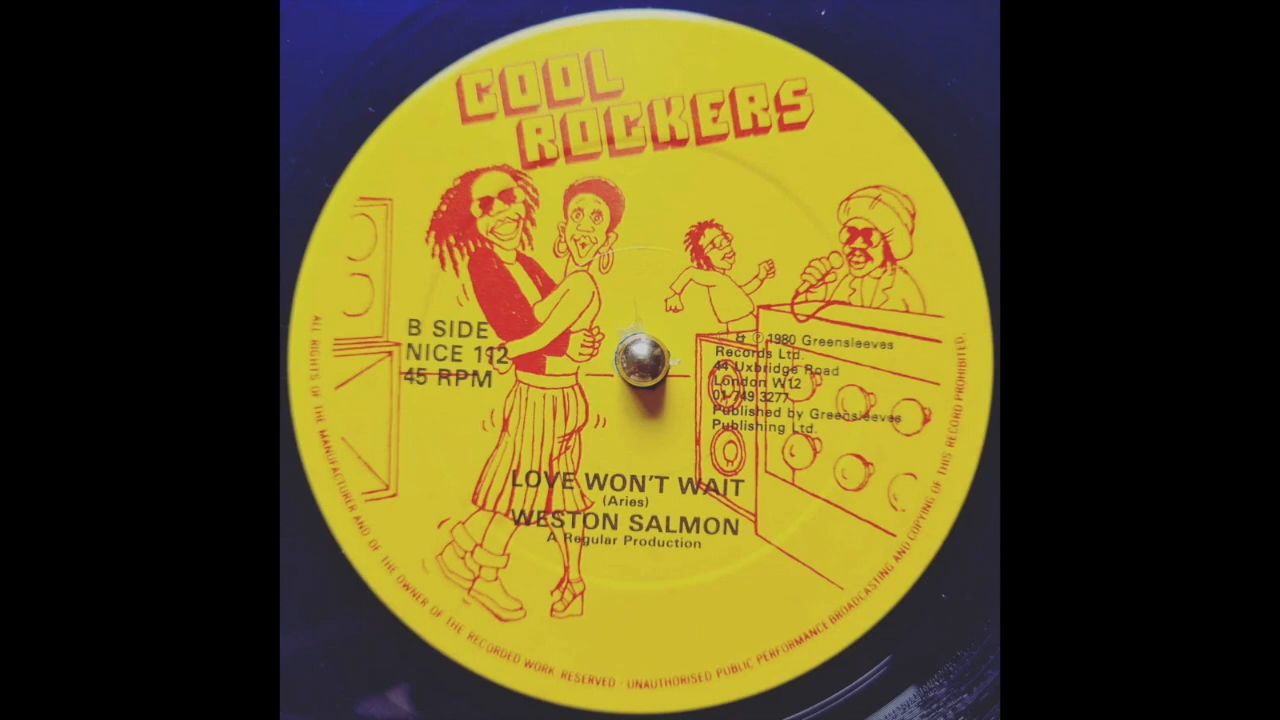 COOL
ROCKERS
B SIDE
NICE 112
45 RPM
© & ℗ 1980 Greensleeves
Records Ltd.
44 Uxbridge Road
London W12
01 749 3277
Published by Greensleeves
Publishing Ltd.
LOVE WON'T WAIT
(Aries)
WESTON SALMON
A Regular Production
ALL RIGHTS OF THE MANUFACTURER AND OF THE OWNER OF THE RECORDED WORK RESERVED · UNAUTHORISED PUBLIC PERFORMANCE BROADCASTING AND COPYING OF THIS RECORD PROHIBITED.